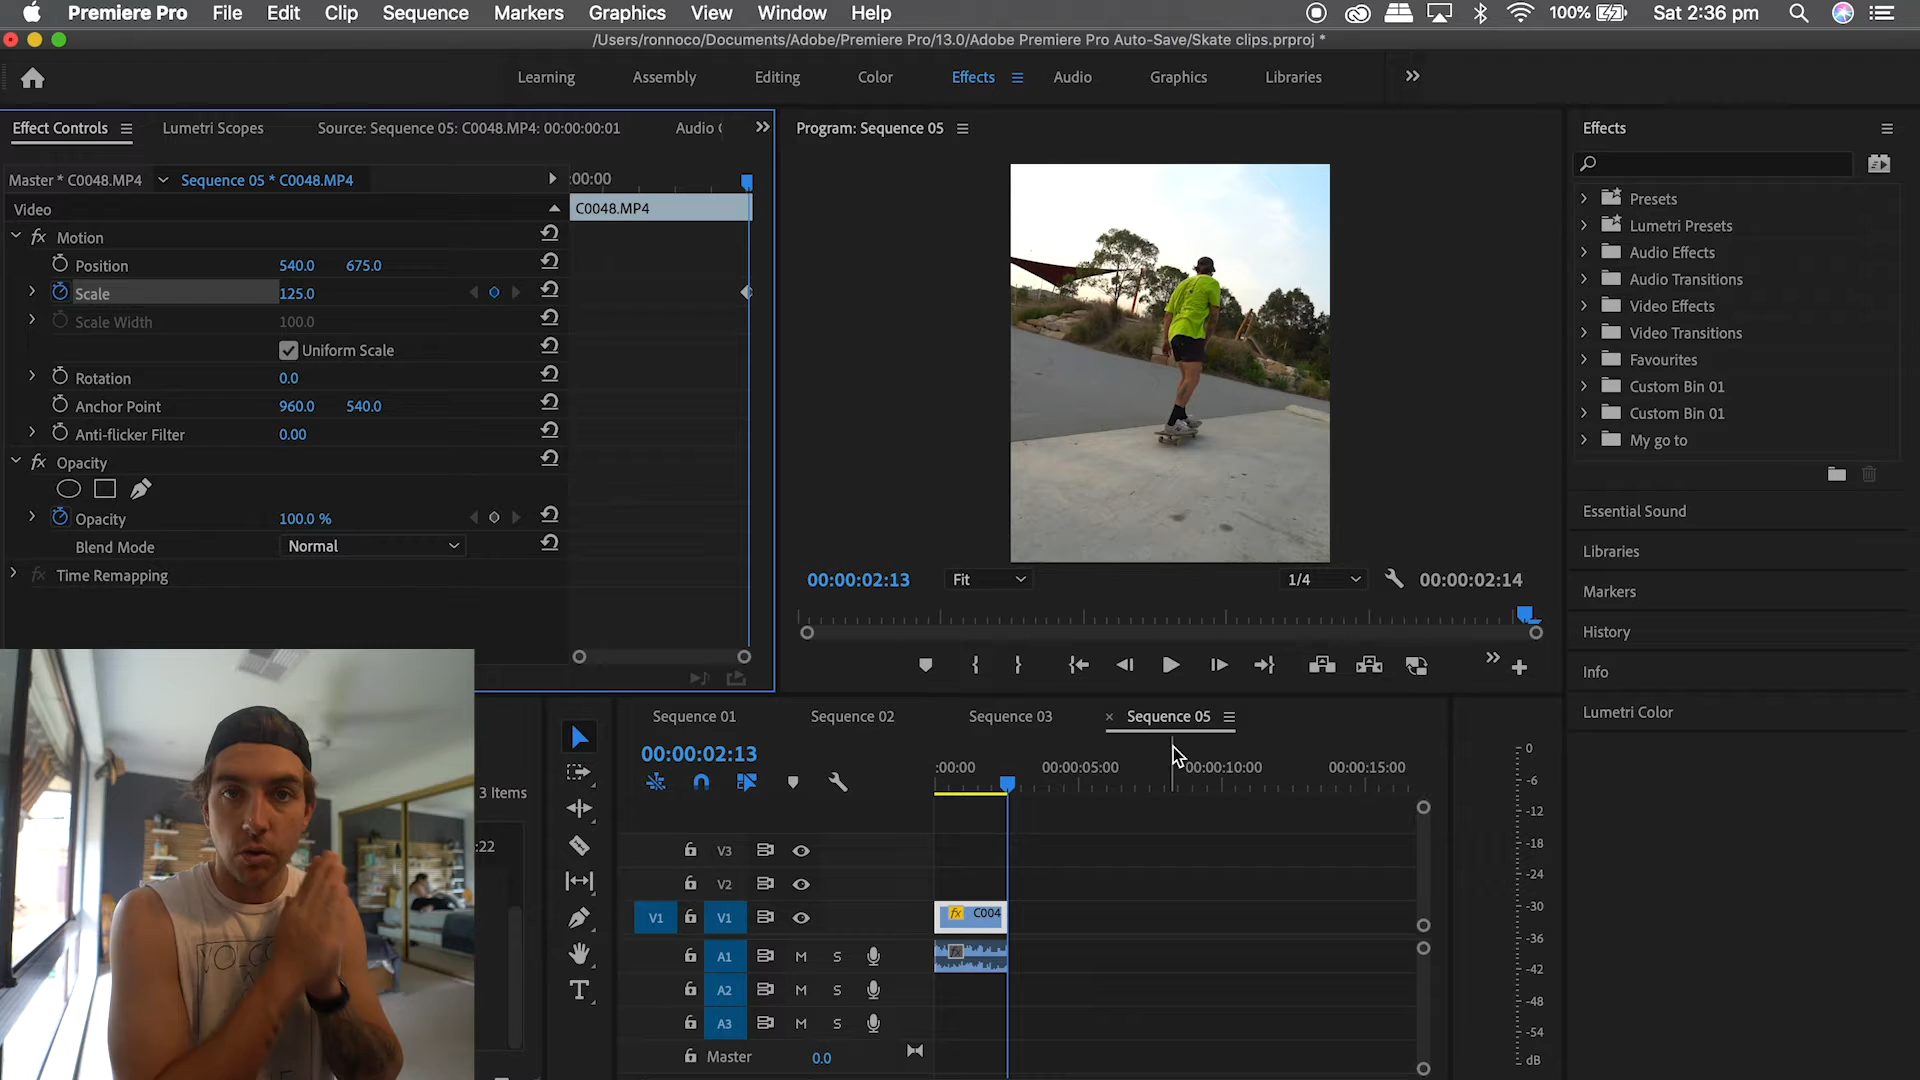 Premiere Pro File Edit Clip Sequence Markers Graphics View Window Help 100% Sat 2:36 pm
/Users/ronnoco/Documents/Adobe/Premiere Pro/13.0/Adobe Premiere Pro Auto-Save/Skate clips.prproj *
Learning Assembly Editing Color Effects Audio Graphics Libraries
Effect Controls Lumetri Scopes Source: Sequence 05: C0048.MP4: 00:00:00:01 Audio
Master * C0048.MP4 Sequence 05 * C0048.MP4 :00:00
Video C0048.MP4
fx Motion
Position 540.0 675.0
Scale 125.0
Scale Width 100.0
Uniform Scale
Rotation 0.0
Anchor Point 960.0 540.0
Anti-flicker Filter 0.00
fx Opacity
Opacity 100.0 %
Blend Mode Normal
fx Time Remapping
Program: Sequence 05
00:00:02:13 Fit 1/4 00:00:02:14
Effects
Presets
Lumetri Presets
Audio Effects
Audio Transitions
Video Effects
Video Transitions
Favourites
Custom Bin 01
Custom Bin 01
My go to
Essential Sound
Libraries
Markers
History
Info
Lumetri Color
3 Items
:22
Sequence 01 Sequence 02 Sequence 03 × Sequence 05
00:00:02:13
:00:00 00:00:05:00 00:00:10:00 00:00:15:00
V3
V2
V1 V1 fx C004
A1 M S fx
A2 M S
A3 M S
Master 0.0
T
0
-6
-12
-18
-24
-30
-36
-42
-48
-54
dB